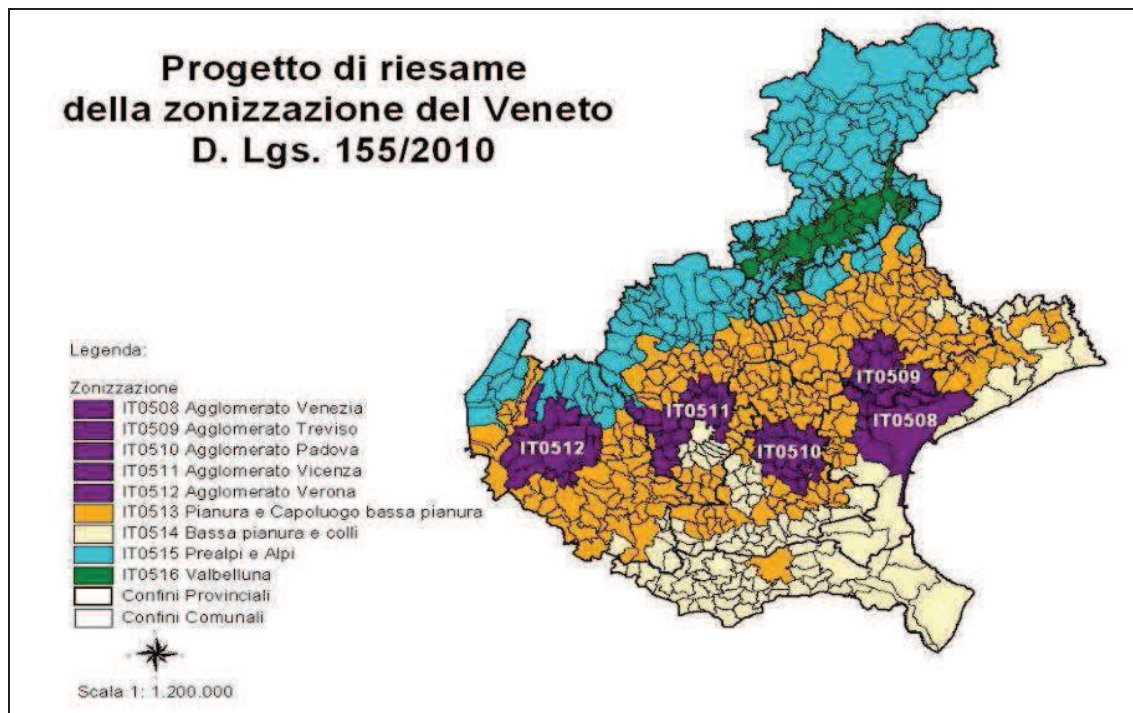 Progetto di riesame
della zonizzazione del Veneto
D. Lgs. 155/2010
Legenda:
Zonizzazione
IT0508 Agglomerato Venezia
IT0509 Agglomerato Treviso
IT0510 Agglomerato Padova
IT0511 Agglomerato Vicenza
IT0512 Agglomerato Verona
IT0513 Pianura e Capoluogo bassa pianura
IT0514 Bassa pianura e colli
IT0515 Prealpi e Alpi
IT0516 Valbelluna
Confini Provinciali
Confini Comunali
Scala 1: 1.200.000
IT0509
IT0511
IT0508
IT0512
IT0510